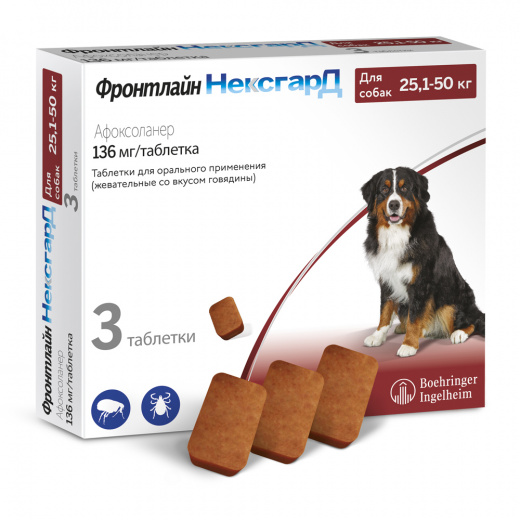 Фронтлайн НексгарД
Для собак
25,1-50 кг
Афоксоланер
136 мг/таблетка
Таблетки для орального применения
(жевательные со вкусом говядины)
3 таблетки
Boehringer
Ingelheim
Фронтлайн НексгарД
Для собак
25,1-50 кг
Афоксоланер
136 мг/таблетка
3 таблетки